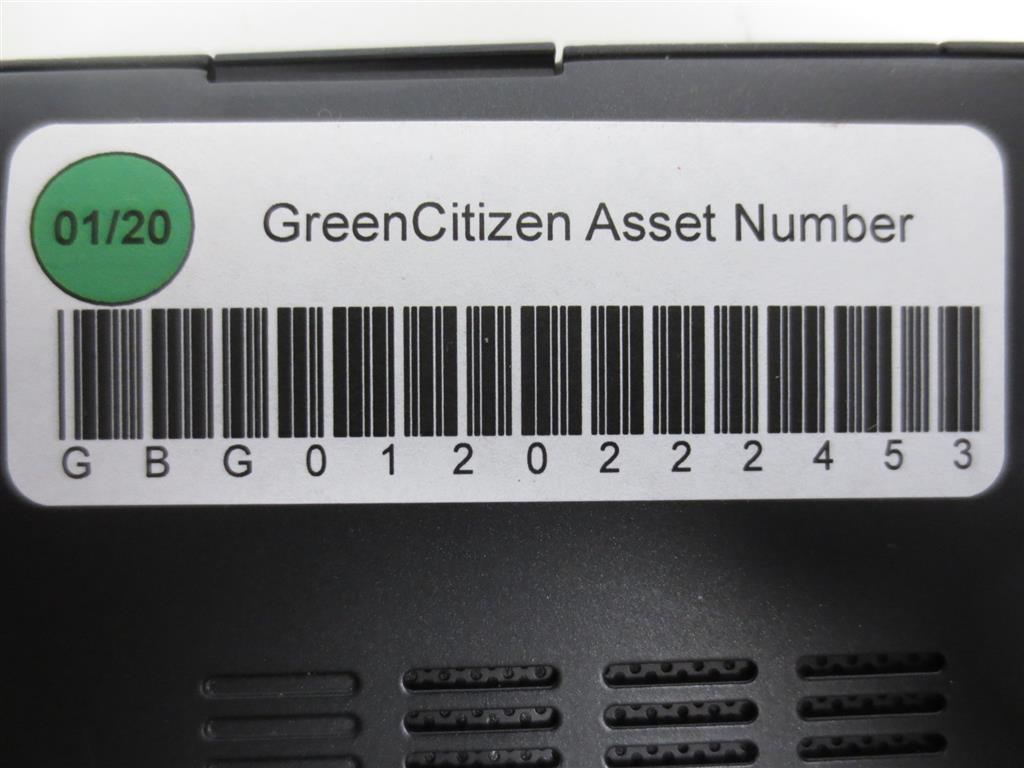 01/20
GreenCitizen Asset Number
GBG0120222453